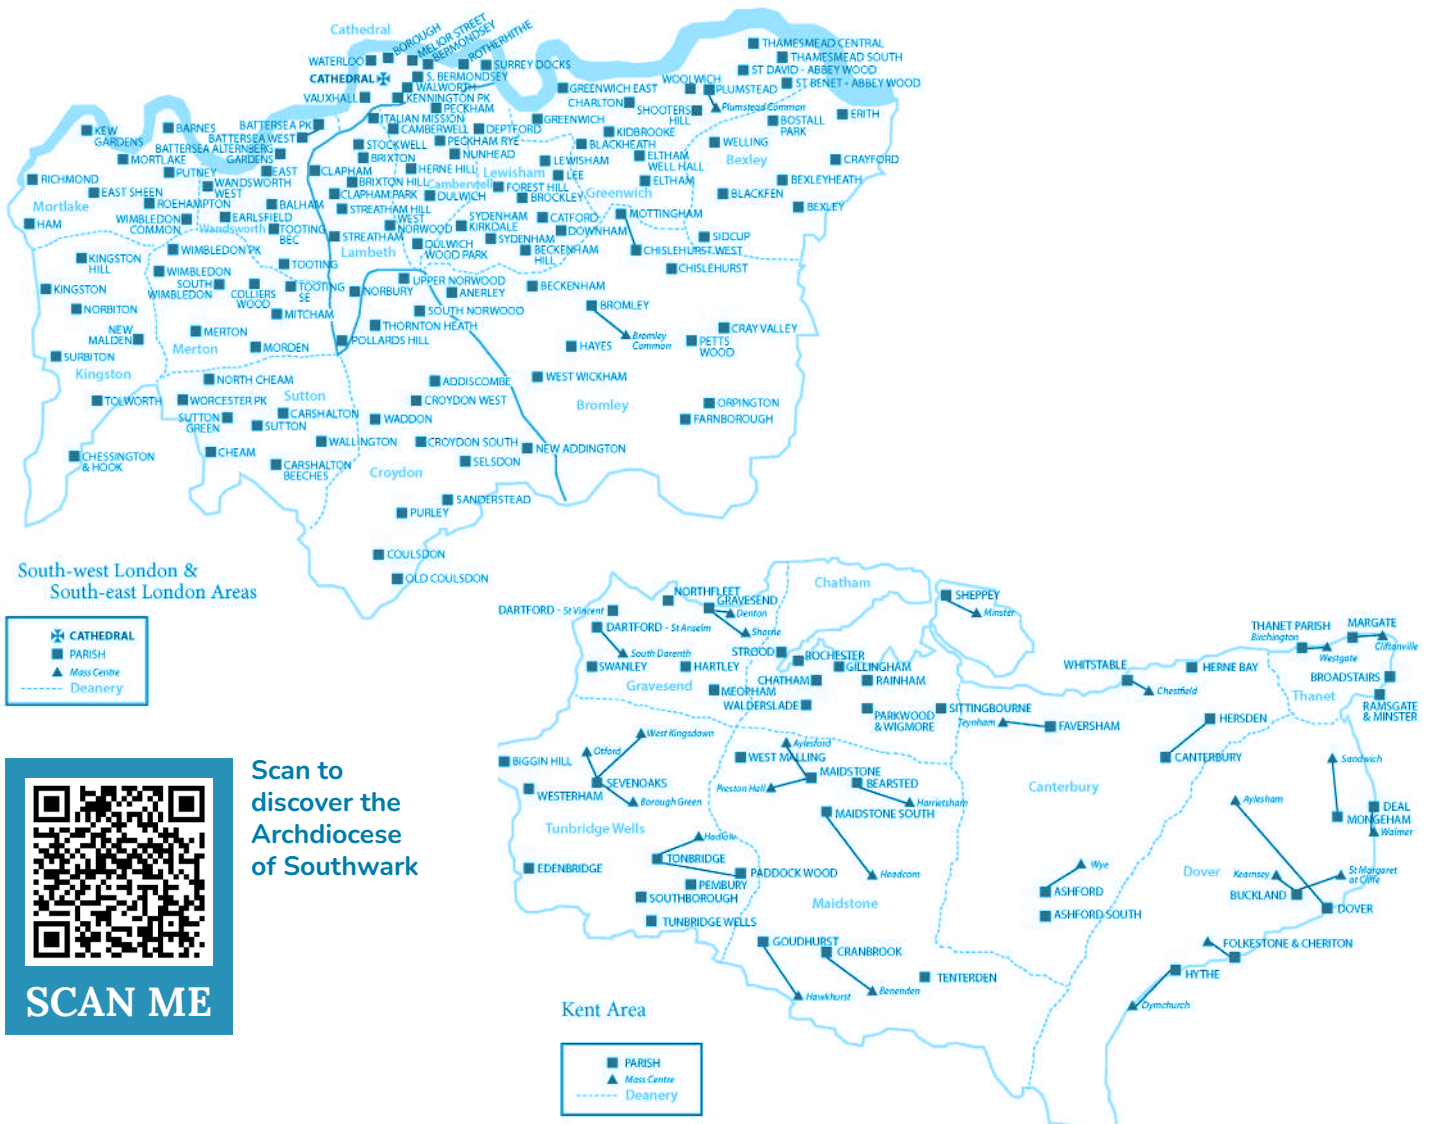 Cathedral
BOROUGH
MELIOR STREET
BERMONDSEY
ROTHERHITHE
WATERLOO
SURREY DOCKS
CATHEDRAL
S. BERMONDSEY
WALWORTH
VAUXHALL
KENNINGTON PK
PECKHAM
ITALIAN MISSION
CAMBERWELL
DEPTFORD
PECKHAM RYE
STOCKWELL
NUNHEAD
BRIXTON
HERNE HILL
Lewisham
Camberwell
BRIXTON HILL
FOREST HILL
CLAPHAM
CLAPHAM PARK
DULWICH
BROCKLEY
STREATHAM HILL
WEST
NORWOOD
SYDENHAM
KIRKDALE
CATFORD
STREATHAM
DULWICH
WOOD PARK
SYDENHAM
DOWNHAM
BECKENHAM
HILL
Lambeth
THAMESMEAD CENTRAL
THAMESMEAD SOUTH
ST DAVID - ABBEY WOOD
ST BENET - ABBEY WOOD
WOOLWICH
GREENWICH EAST
PLUMSTEAD
CHARLTON
SHOOTERS
HILL
Plumstead Common
GREENWICH
BOSTALL
PARK
ERITH
KIDBROOKE
BLACKHEATH
WELLING
LEWISHAM
ELTHAM
WELL HALL
Bexley
CRAYFORD
LEE
ELTHAM
BEXLEYHEATH
Greenwich
BLACKFEN
BEXLEY
MOTTINGHAM
SIDCUP
CHISLEHURST WEST
CHISLEHURST
KEW
GARDENS
BARNES
BATTERSEA PK
BATTERSEA WEST
BATTERSEA ALTERNBERG
GARDENS
MORTLAKE
PUTNEY
EAST
RICHMOND
WANDSWORTH
WEST
EAST SHEEN
ROEHAMPTON
BALHAM
Mortlake
WIMBLEDON
COMMON
EARLSFIELD
HAM
Wandsworth
TOOTING
BEC
WIMBLEDON PK
KINGSTON
HILL
WIMBLEDON
TOOTING
SOUTH
WIMBLEDON
COLLIERS
WOOD
TOOTING
SE
KINGSTON
NORBITON
MITCHAM
NEW
MALDEN
MERTON
Merton
MORDEN
SURBITON
Kingston
UPPER NORWOOD
NORBURY
ANERLEY
BECKENHAM
SOUTH NORWOOD
BROMLEY
THORNTON HEATH
Bromley
Common
CRAY VALLEY
POLLARDS HILL
HAYES
PETTS
WOOD
NORTH CHEAM
ADDISCOMBE
WEST WICKHAM
Sutton
TOLWORTH
WORCESTER PK
CROYDON WEST
Bromley
ORPINGTON
SUTTON
GREEN
CARSHALTON
WADDON
FARNBOROUGH
SUTTON
WALLINGTON
CROYDON SOUTH
NEW ADDINGTON
CHESSINGTON
& HOOK
CHEAM
CARSHALTON
BEECHES
SELSDON
Croydon
SANDERSTEAD
PURLEY
COULSDON
OLD COULSDON
South-west London &
South-east London Areas
CATHEDRAL
PARISH
Mass Centre
Deanery
Scan to
discover the
Archdiocese
of Southwark
SCAN ME
Chatham
NORTHFLEET
GRAVESEND
DARTFORD - St Vincent
Denton
DARTFORD - St Anselm
Shorne
SHEPPEY
Minster
South Darenth
STROOD
ROCHESTER
SWANLEY
HARTLEY
GILLINGHAM
Gravesend
CHATHAM
RAINHAM
MEOPHAM
WALDERSLADE
PARKWOOD
& WIGMORE
SITTINGBOURNE
Teynham
FAVERSHAM
THANET PARISH
Birchington
MARGATE
Cliftonville
Westgate
WHITSTABLE
HERNE BAY
BROADSTAIRS
Chestfield
Thanet
RAMSGATE
& MINSTER
HERSDEN
CANTERBURY
Sandwich
West Kingsdown
Otford
Aylesford
BIGGIN HILL
WEST MALLING
SEVENOAKS
MAIDSTONE
WESTERHAM
Preston Hall
BEARSTED
Borough Green
Harrietsham
MAIDSTONE SOUTH
Canterbury
Aylesham
DEAL
MONGEHAM
Walmer
Tunbridge Wells
Hadlow
TONBRIDGE
EDENBRIDGE
PADDOCK WOOD
Headcorn
PEMBURY
SOUTHBOROUGH
Maidstone
TUNBRIDGE WELLS
Wye
ASHFORD
ASHFORD SOUTH
Dover
Kearnsey
St Margaret
at Cliffe
BUCKLAND
DOVER
GOUDHURST
CRANBROOK
FOLKESTONE & CHERITON
TENTERDEN
HYTHE
Hawkhurst
Benenden
Dymchurch
Kent Area
PARISH
Mass Centre
Deanery